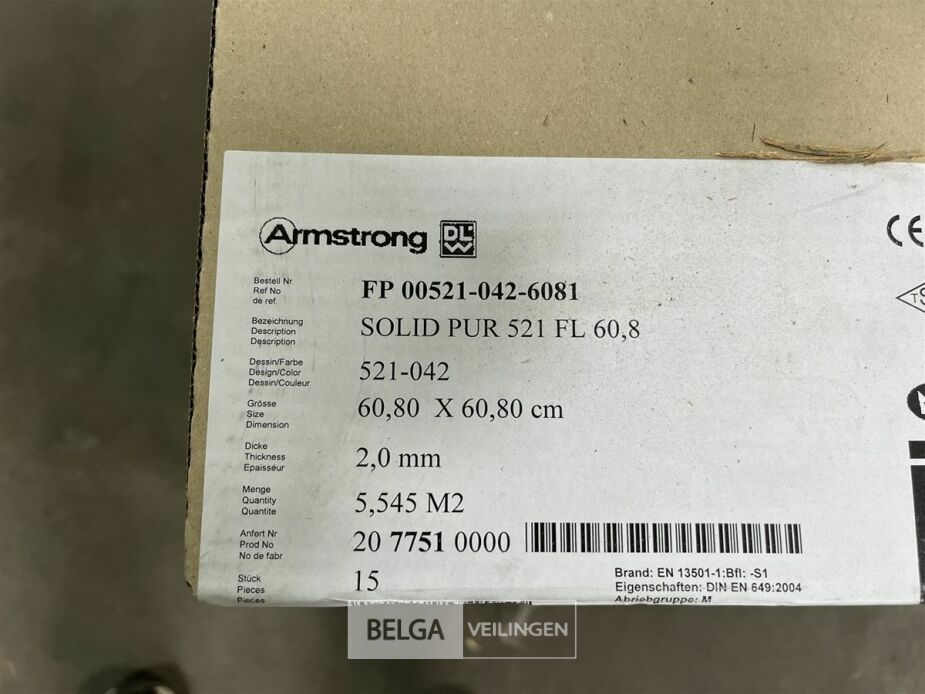 Armstrong DLW
CE
Bestell Nr.
Ref No
de ref.
FP 00521-042-6081
Bezeichnung
Description
Description
SOLID PUR 521 FL 60,8
Dessin/Farbe
Design/Color
Dessin/Couleur
521-042
Grösse
Size
Dimension
60,80 X 60,80 cm
Dicke
Thickness
Epaisseur
2,0 mm
Menge
Quantity
Quantite
5,545 M2
Anfert Nr
Prod No
No de fabr
20 7751 0000
Stück
Pieces
Pieces
15
Brand: EN 13501-1:Bfl: -S1
Eigenschaften: DIN EN 649:2004
Abriebgruppe: M
BELGA VEILINGEN